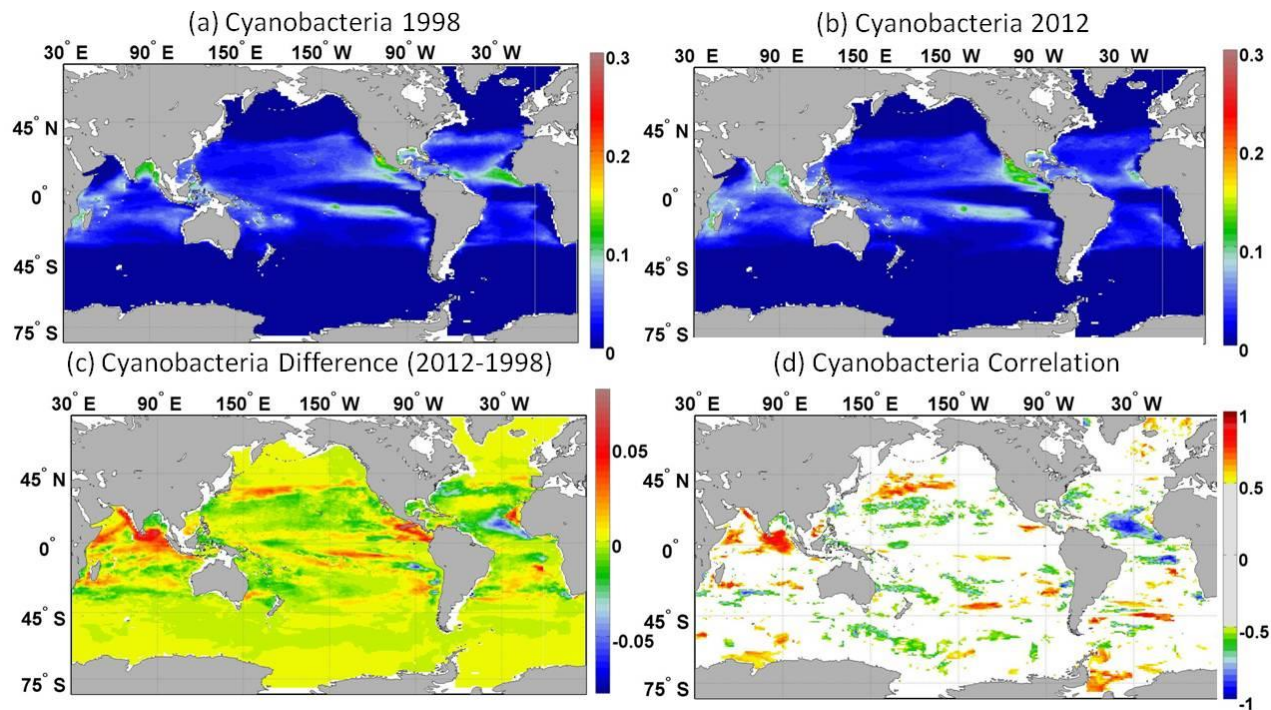 (a) Cyanobacteria 1998
(b) Cyanobacteria 2012
30° E 90° E 150° E 150° W 90° W 30° W
E 90° E 150° E 150° W 90° W 30° W
0.3
0.2
0.1
0
45° N
0°
45° S
75° S
0.3
0.2
0.1
0
45° N
0°
45° S
75° S
(c) Cyanobacteria Difference (2012-1998)
(d) Cyanobacteria Correlation
30° E 90° E 150° E 150° W 90° W 30° W
30° E 90° E 150° E 150° W 90° W 30° W
45° N
0°
45° S
75° S
0.05
0
-0.05
45° N
0°
45° S
75° S
1
0.5
0
-0.5
-1